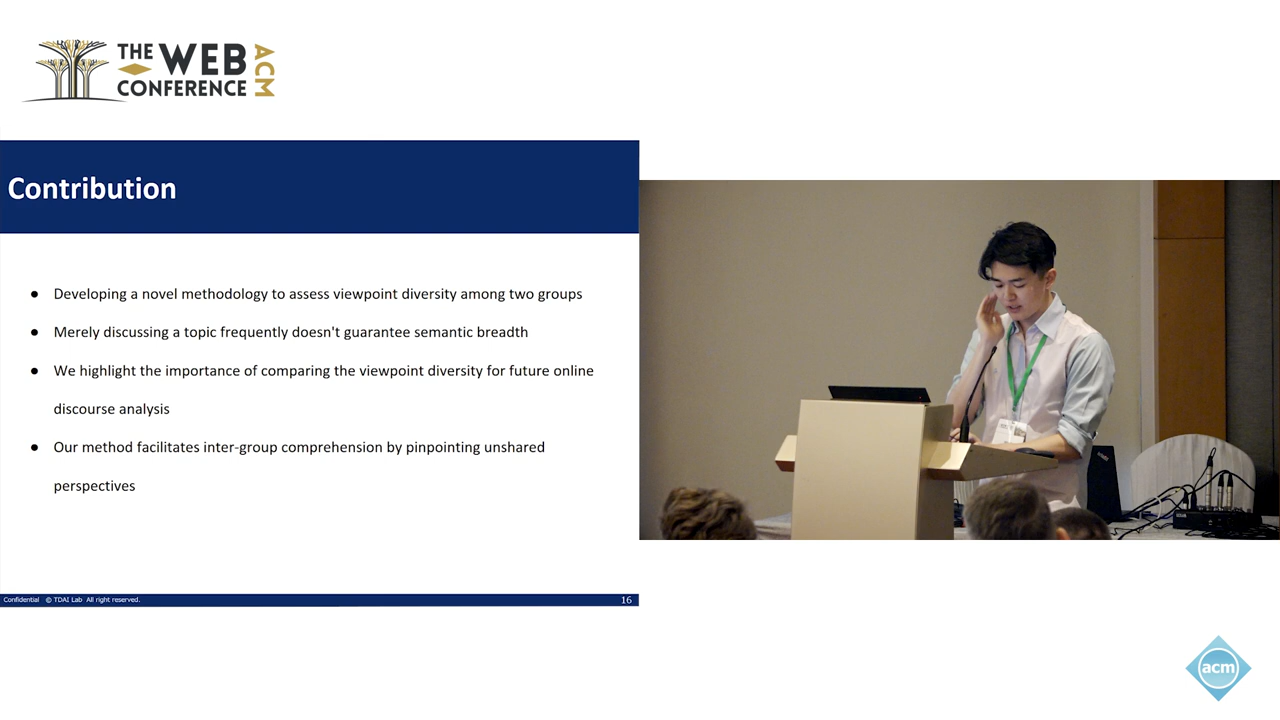 THE WEB
CONFERENCE
ACM
Contribution
● Developing a novel methodology to assess viewpoint diversity among two groups
● Merely discussing a topic frequently doesn't guarantee semantic breadth
● We highlight the importance of comparing the viewpoint diversity for future online
discourse analysis
● Our method facilitates inter-group comprehension by pinpointing unshared
perspectives
Confidential © TDAI Lab All right reserved.
16
acm